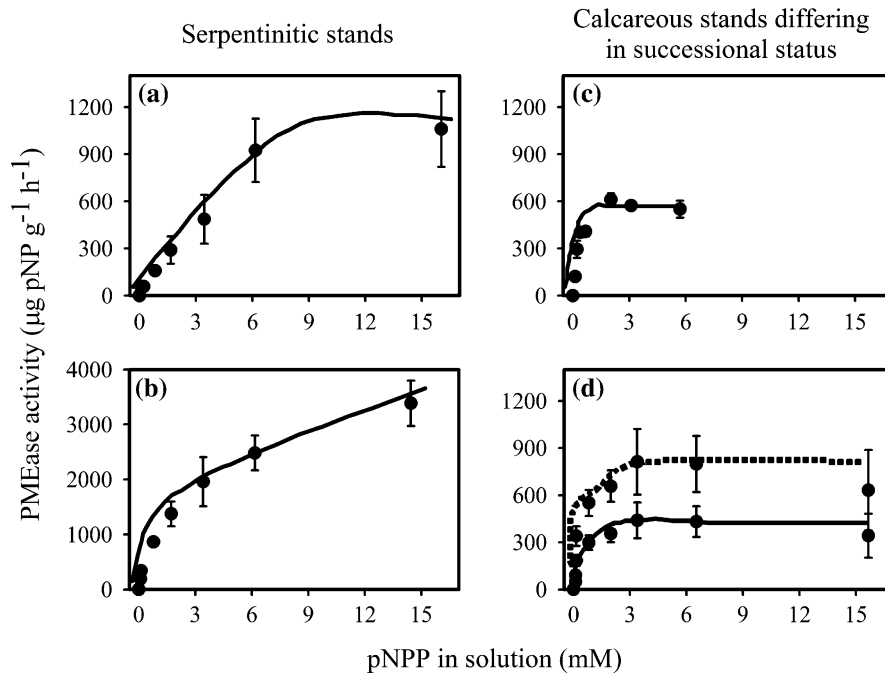 Serpentinitic stands
Calcareous stands differing
in successional status
PMEase activity (µg pNP g⁻¹ h⁻¹)
(a)
1200
900
600
300
0
0 3 6 9 12 15
(c)
1200
900
600
300
0
0 3 6 9 12 15
(b)
4000
3000
2000
1000
0
0 3 6 9 12 15
(d)
1200
900
600
300
0
0 3 6 9 12 15
pNPP in solution (mM)